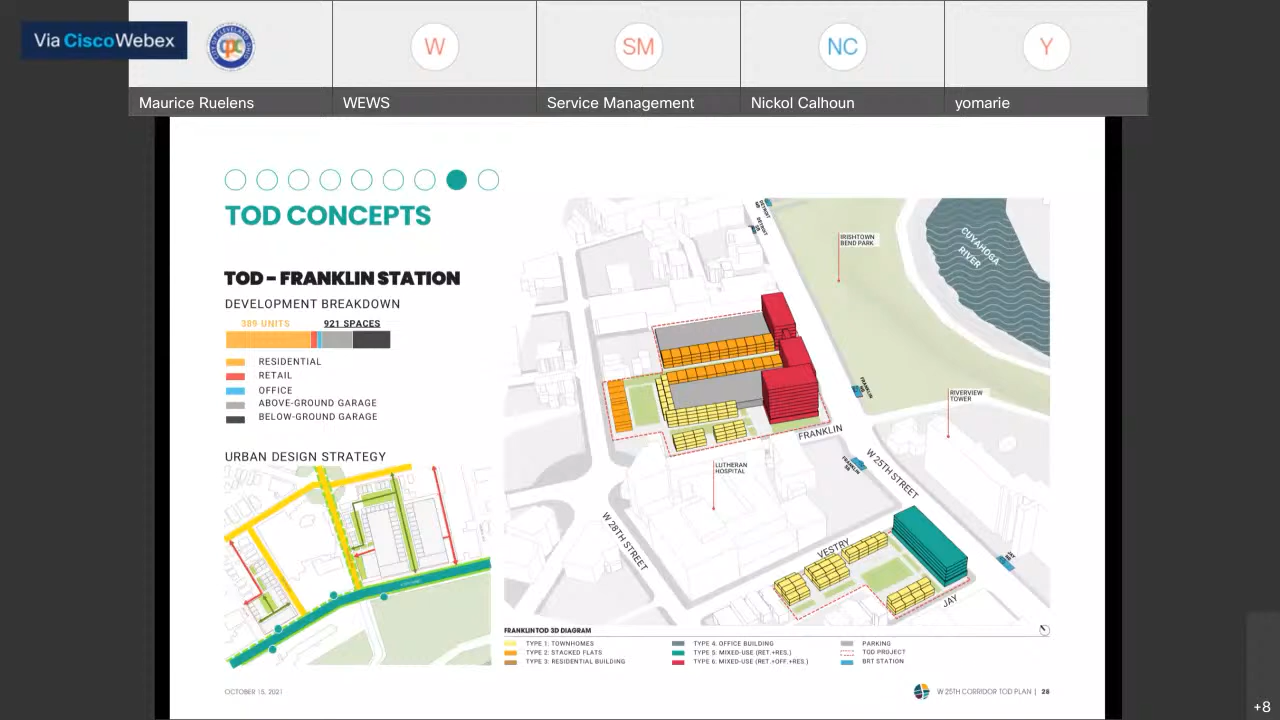 Via Cisco Webex
W
SM
NC
Y
Maurice Ruelens
WEWS
Service Management
Nickol Calhoun
yomarie
TOD CONCEPTS
TOD – FRANKLIN STATION
DEVELOPMENT BREAKDOWN
389 UNITS
921 SPACES
RESIDENTIAL
RETAIL
OFFICE
ABOVE-GROUND GARAGE
BELOW-GROUND GARAGE
URBAN DESIGN STRATEGY
IRISHTOWN
BEND PARK
CUYAHOGA
RIVER
RIVERVIEW
TOWER
FRANKLIN
W 25TH STREET
LUTHERAN
HOSPITAL
W 28TH STREET
VESTRY
JAY
FRANKLIN TOD 3D DIAGRAM
TYPE 1: TOWNHOMES
TYPE 2: STACKED FLATS
TYPE 3: RESIDENTIAL BUILDING
TYPE 4: OFFICE BUILDING
TYPE 5: MIXED-USE (RET.+RES.)
TYPE 6: MIXED-USE (RET.+OFF.+RES.)
PARKING
TOD PROJECT
BRT STATION
OCTOBER 15, 2021
W 25TH CORRIDOR TOD PLAN | 28
+8